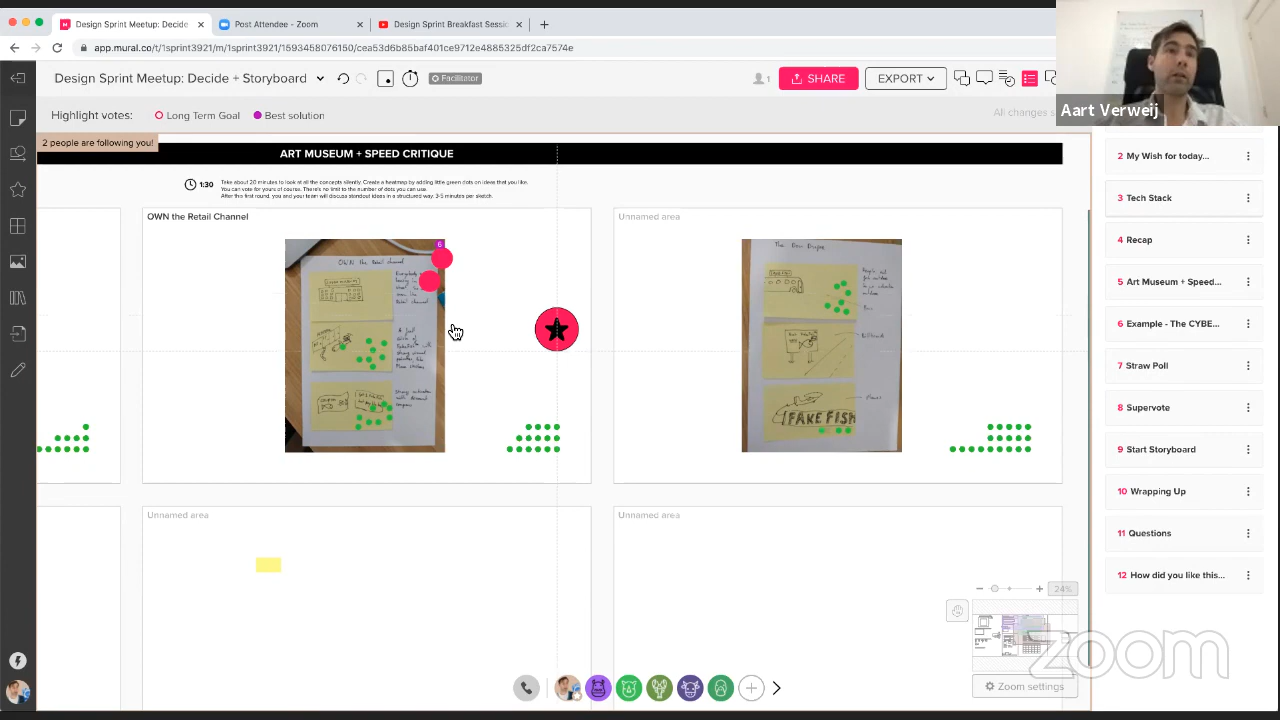 Design Sprint Meetup: Decide
Post Attendee - Zoom
Design Sprint Breakfast Sessi
app.mural.co/t/1sprint3921/m/1sprint3921/1593458076150/cea53d6b85baf401ce9712e4885325df2ca7574e
Design Sprint Meetup: Decide + Storyboard
Facilitator
1
SHARE
EXPORT
Aart Verweij
Highlight votes:
Long Term Goal
Best solution
All changes s
2 people are following you!
ART MUSEUM + SPEED CRITIQUE
1:30
Take about 20 minutes to look at all the concepts silently. Create a heatmap by adding little green dots on ideas that you like.
You can vote for yours of course. There's no limit to the number of dots you can use.
After this first round, you and your team will discuss standout ideas in a structured way. 3-5 minutes per sketch.
OWN the Retail Channel
Unnamed area
6
OWN the Retail channel
FAKE FISH
Unnamed area
Unnamed area
2 My Wish for today...
3 Tech Stack
4 Recap
5 Art Museum + Speed...
6 Example - The CYBE...
7 Straw Poll
8 Supervote
9 Start Storyboard
10 Wrapping Up
11 Questions
12 How did you like this...
24%
zoom
Zoom settings